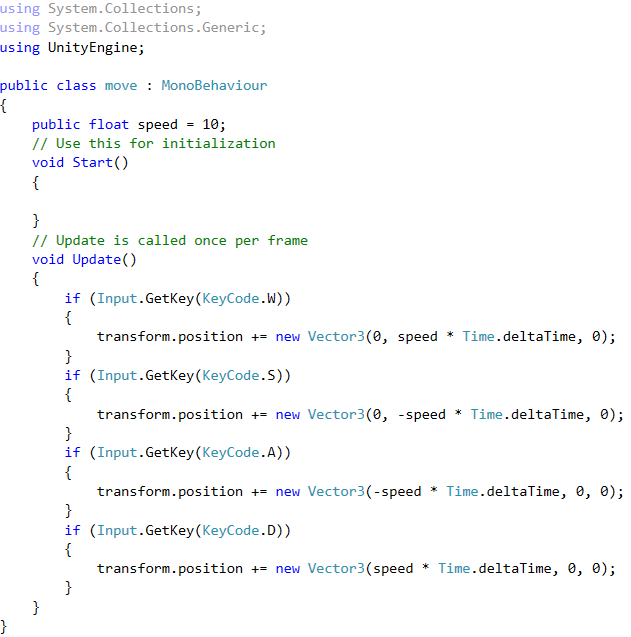 using System.Collections;
using System.Collections.Generic;
using UnityEngine;

public class move : MonoBehaviour
{
    public float speed = 10;
    // Use this for initialization
    void Start()
    {

    }
    // Update is called once per frame
    void Update()
    {
        if (Input.GetKey(KeyCode.W))
        {
            transform.position += new Vector3(0, speed * Time.deltaTime, 0);
        }
        if (Input.GetKey(KeyCode.S))
        {
            transform.position += new Vector3(0, -speed * Time.deltaTime, 0);
        }
        if (Input.GetKey(KeyCode.A))
        {
            transform.position += new Vector3(-speed * Time.deltaTime, 0, 0);
        }
        if (Input.GetKey(KeyCode.D))
        {
            transform.position += new Vector3(speed * Time.deltaTime, 0, 0);
        }
    }
}